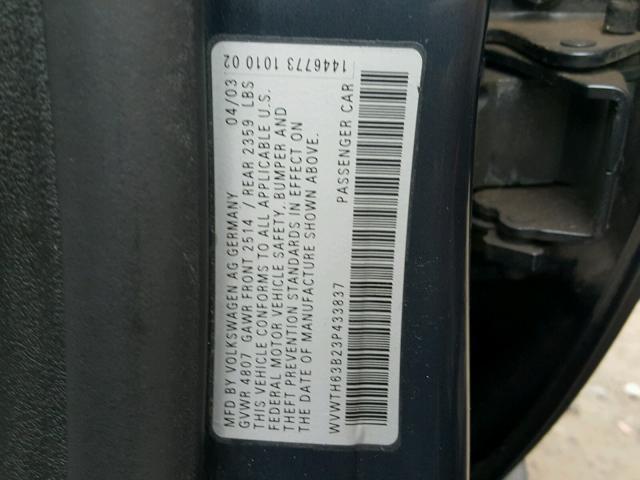 1446773 1010 02
MFD BY VOLKSWAGEN AG GERMANY 04/03
GVWR 4807 GAWR FRONT 2514 / REAR 2359 LBS
THIS VEHICLE CONFORMS TO ALL APPLICABLE U.S.
FEDERAL MOTOR VEHICLE SAFETY. BUMPER AND
THEFT PREVENTION STANDARDS IN EFFECT ON
THE DATE OF MANUFACTURE SHOWN ABOVE.
WVWTH63B23P433837 PASSENGER CAR